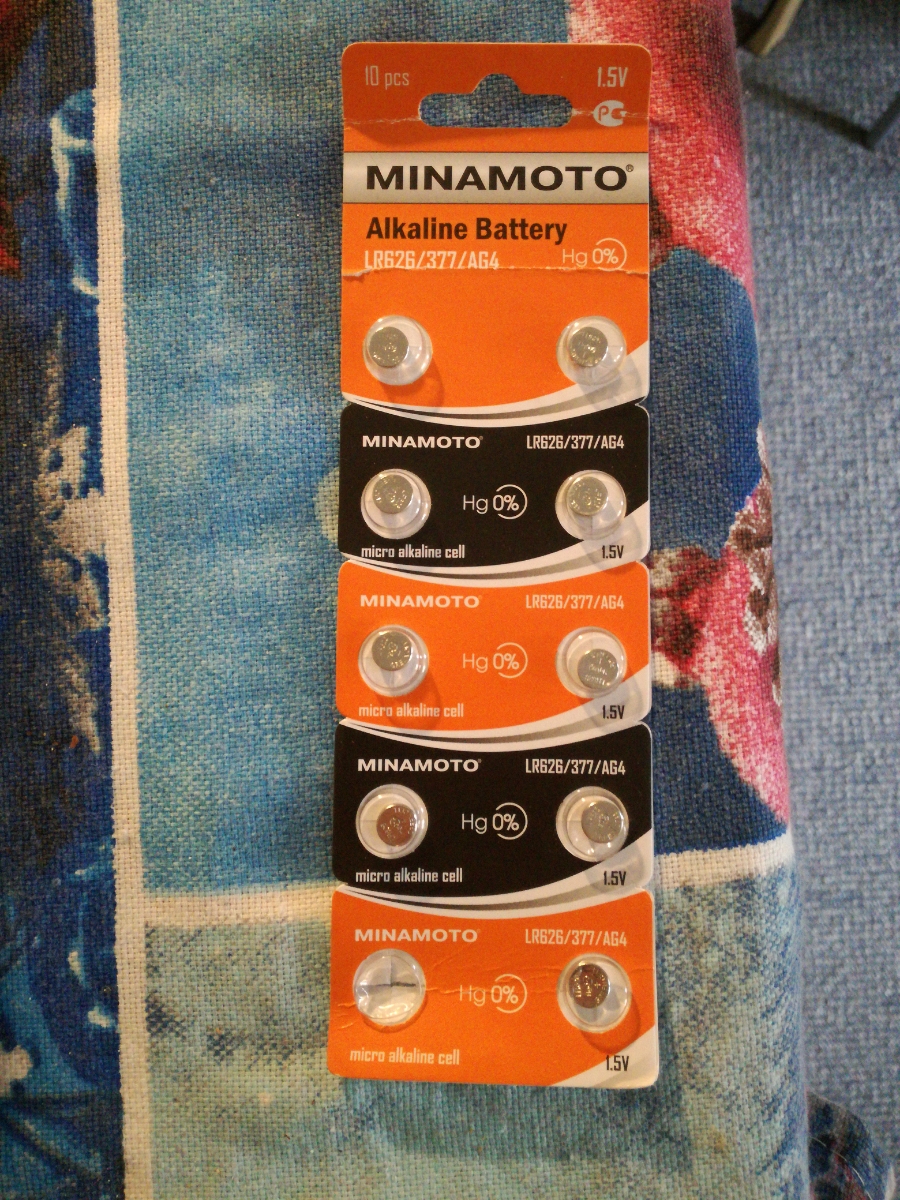 10 pcs 1.5V
PC
MINAMOTO®
Alkaline Battery
LR626/377/AG4 Hg 0%
MINAMOTO® LR626/377/AG4
Hg 0%
micro alkaline cell 1.5V
MINAMOTO® LR626/377/AG4
Hg 0%
micro alkaline cell 1.5V
MINAMOTO® LR626/377/AG4
Hg 0%
micro alkaline cell 1.5V
MINAMOTO® LR626/377/AG4
Hg 0%
micro alkaline cell 1.5V